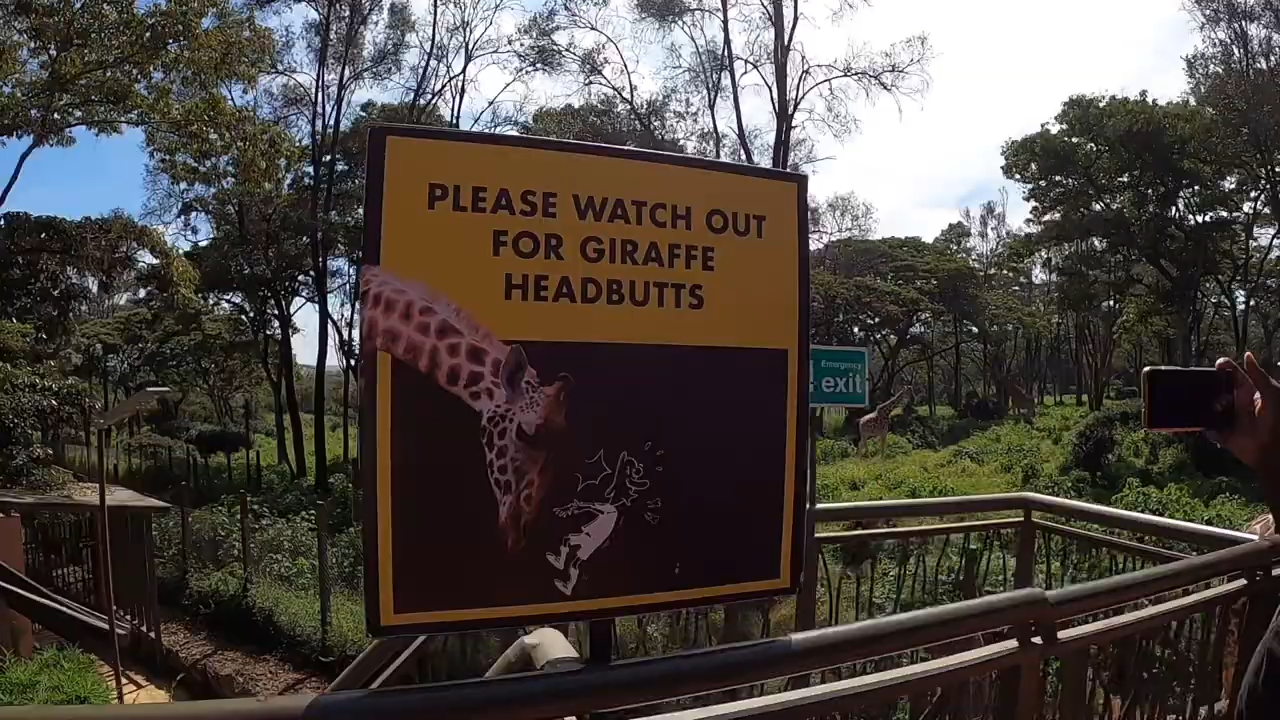 PLEASE WATCH OUT
FOR GIRAFFE
HEADBUTTS
Emergency
exit